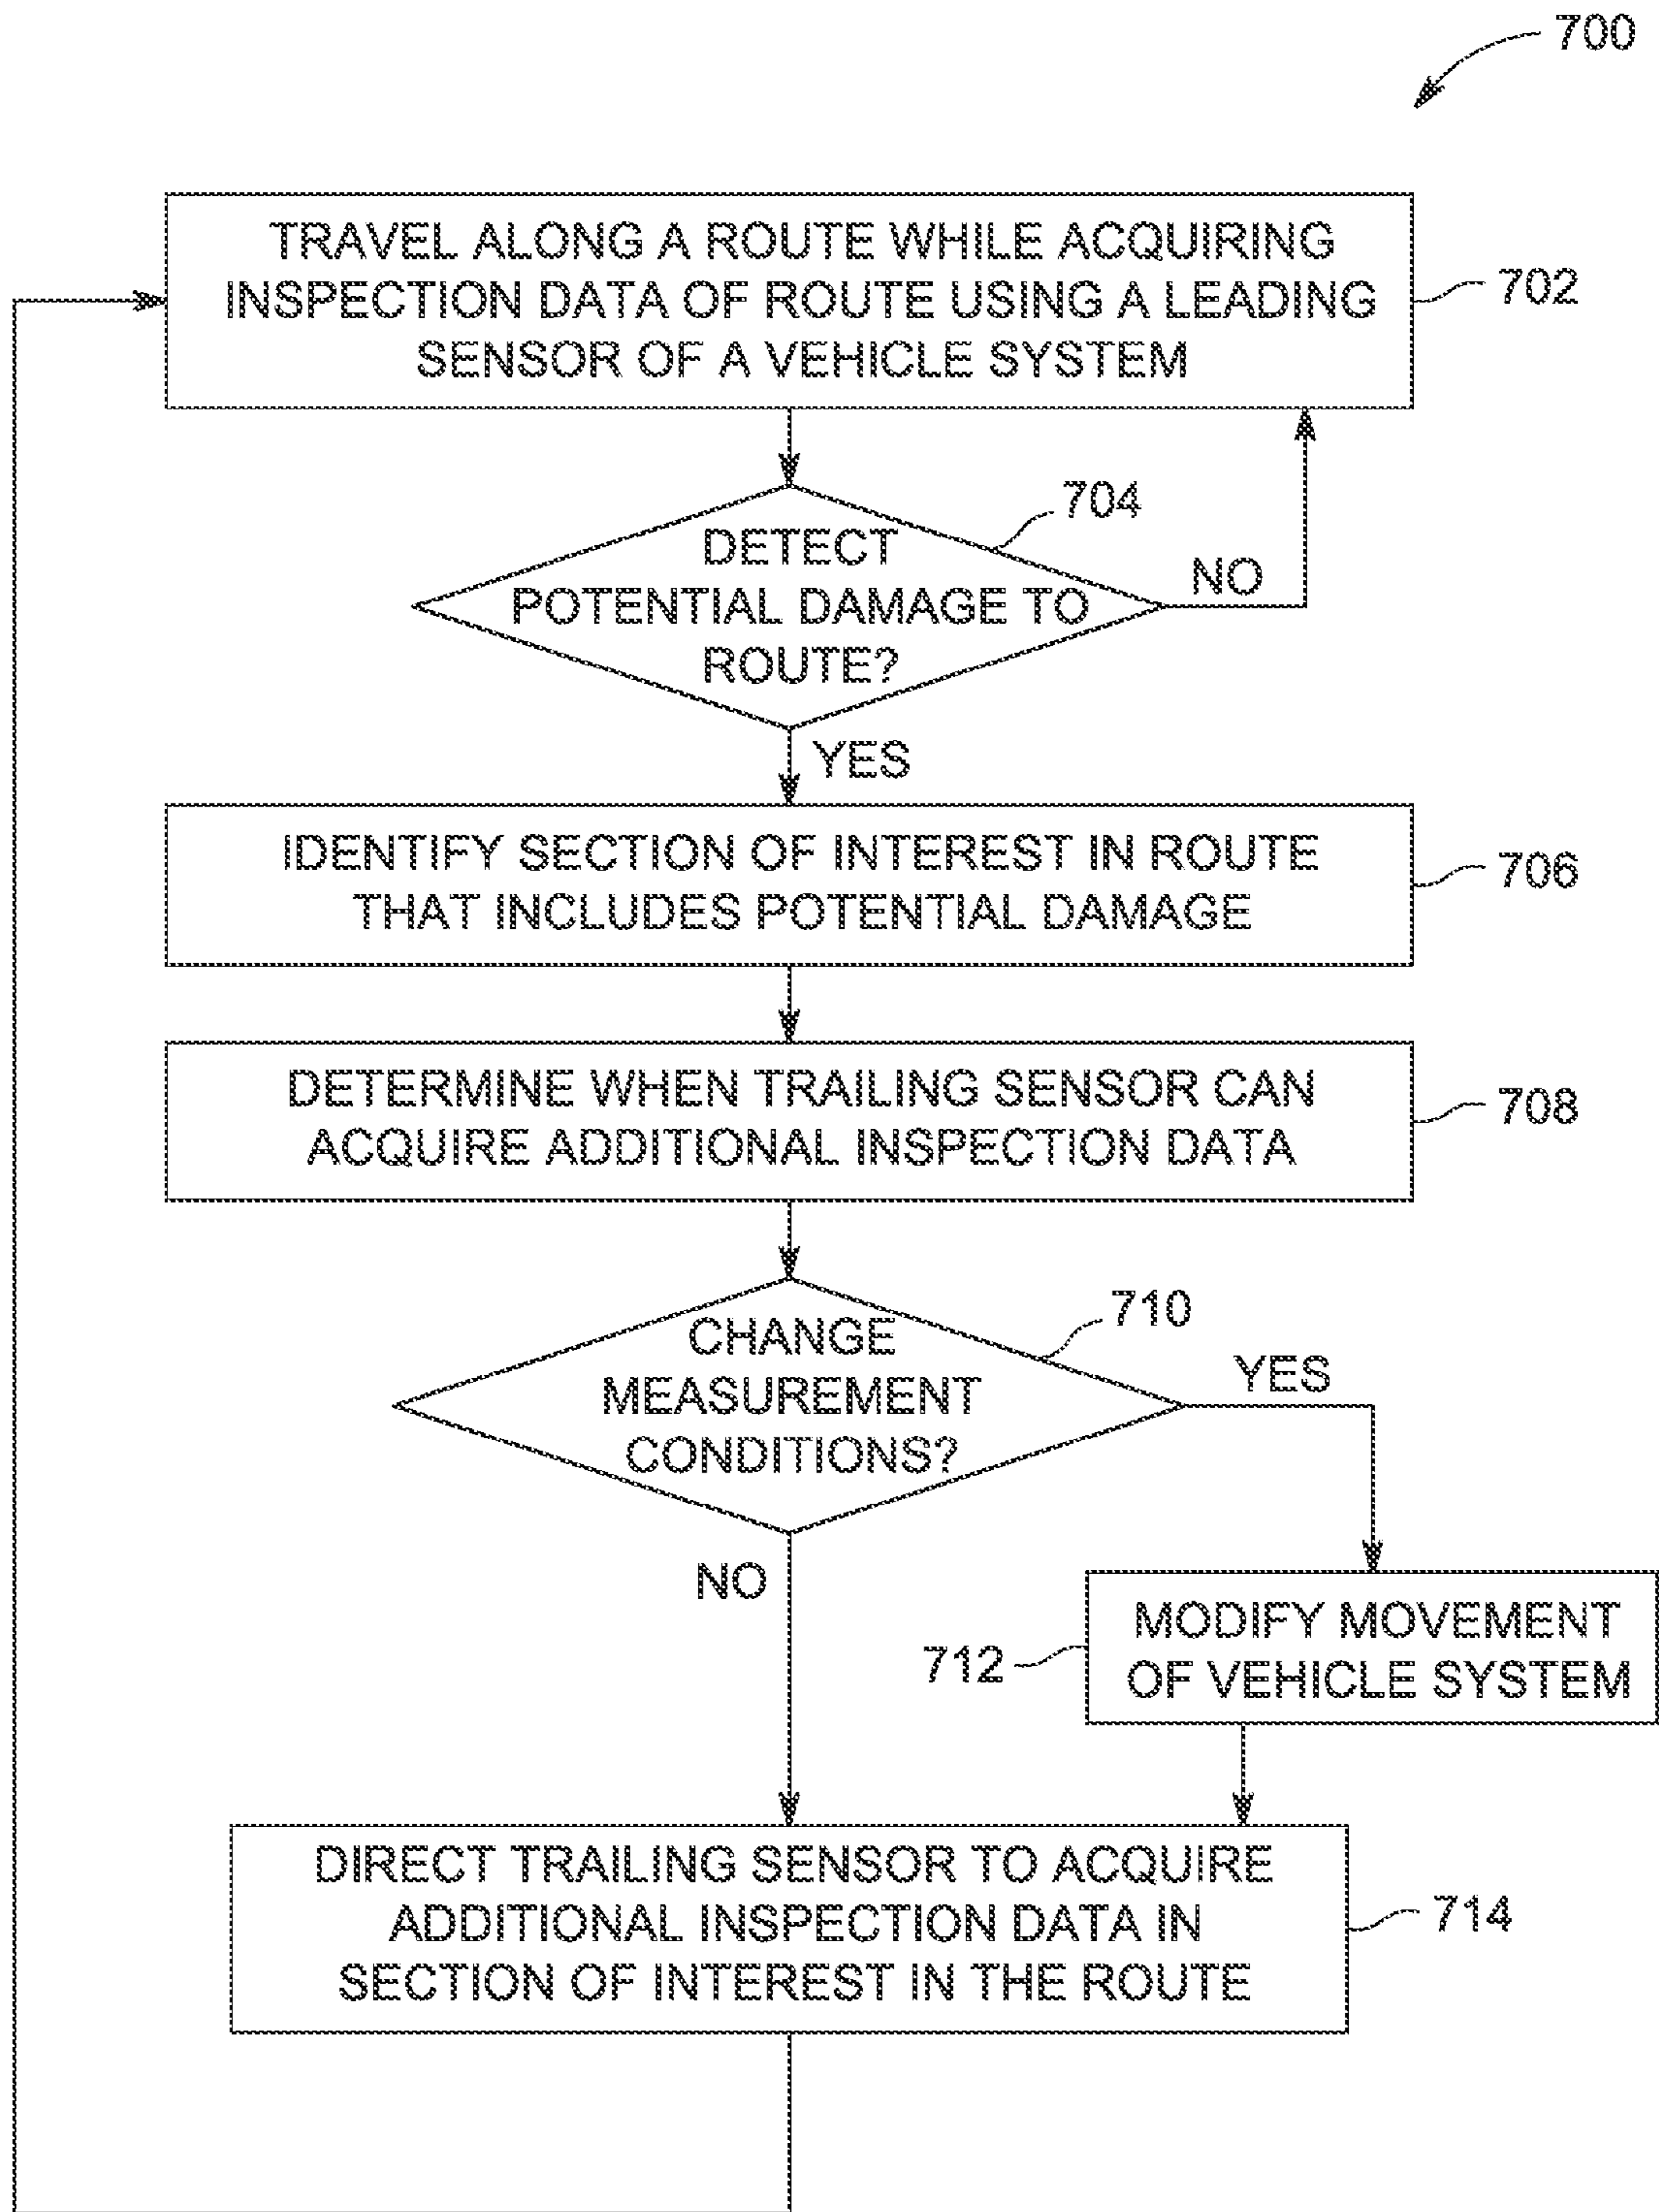 700
TRAVEL ALONG A ROUTE WHILE ACQUIRING
INSPECTION DATA OF ROUTE USING A LEADING
SENSOR OF A VEHICLE SYSTEM
702
704
DETECT
POTENTIAL DAMAGE TO
ROUTE?
NO
YES
IDENTIFY SECTION OF INTEREST IN ROUTE
THAT INCLUDES POTENTIAL DAMAGE
706
DETERMINE WHEN TRAILING SENSOR CAN
ACQUIRE ADDITIONAL INSPECTION DATA
708
710
CHANGE
MEASUREMENT
CONDITIONS?
YES
NO
MODIFY MOVEMENT
OF VEHICLE SYSTEM
712
DIRECT TRAILING SENSOR TO ACQUIRE
ADDITIONAL INSPECTION DATA IN
SECTION OF INTEREST IN THE ROUTE
714